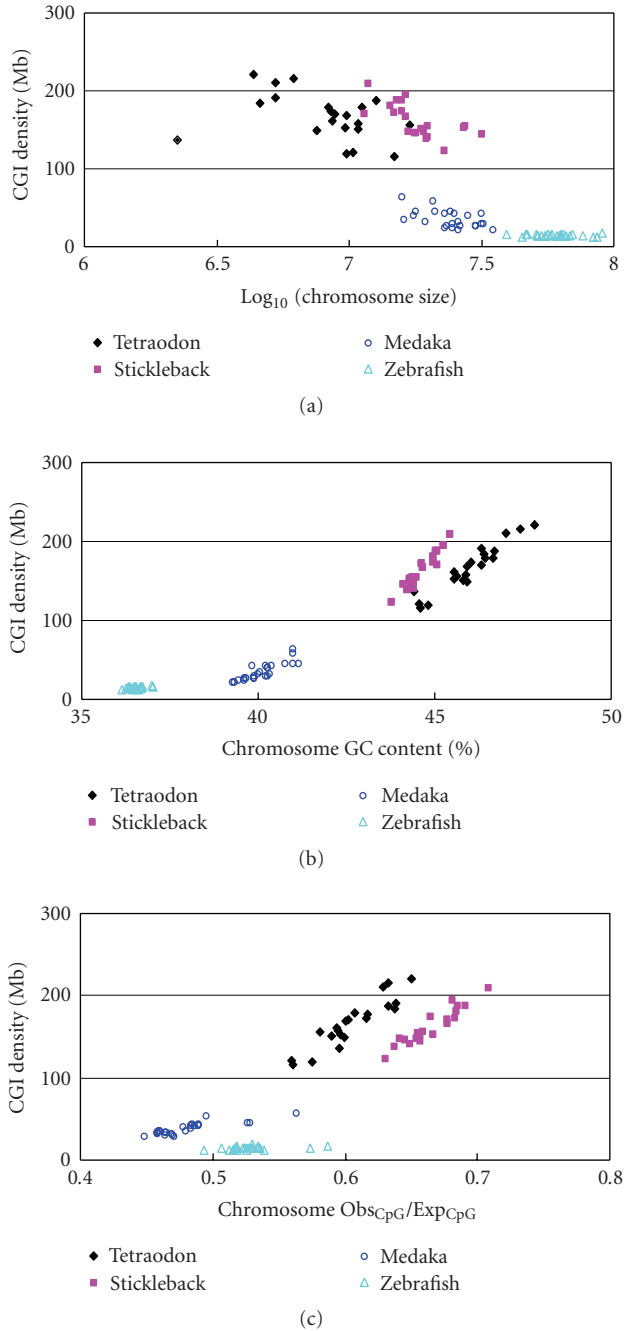 300
200
100
0
CGI density (Mb)
6
6.5
7
7.5
8
Log10 (chromosome size)
Tetraodon
Medaka
Stickleback
Zebrafish
(a)
300
200
100
0
CGI density (Mb)
35
40
45
50
Chromosome GC content (%)
Tetraodon
Medaka
Stickleback
Zebrafish
(b)
300
200
100
0
CGI density (Mb)
0.4
0.5
0.6
0.7
0.8
Chromosome ObsCpG/ExpCpG
Tetraodon
Medaka
Stickleback
Zebrafish
(c)